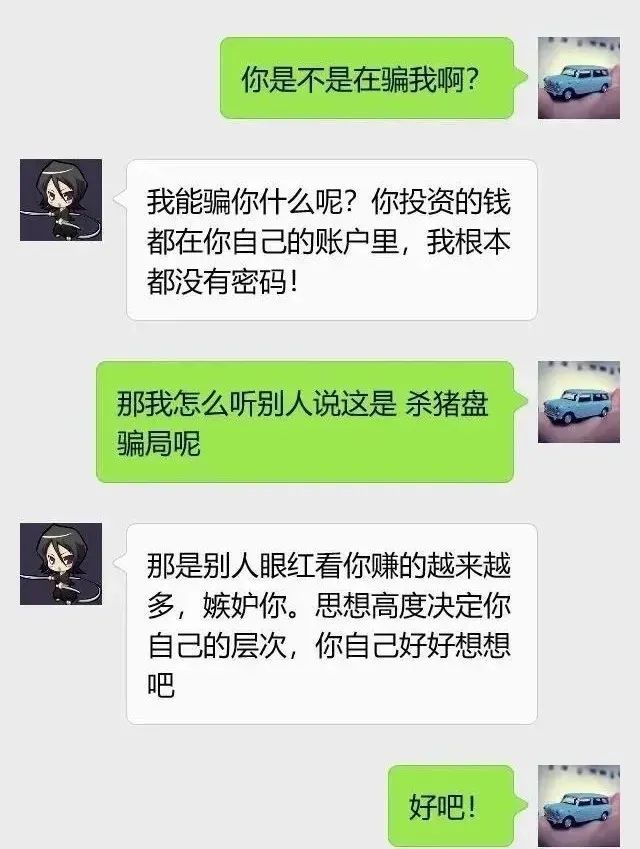 你是不是在骗我啊？
我能骗你什么呢？你投资的钱
都在你自己的账户里，我根本
都没有密码！
那我怎么听别人说这是 杀猪盘
骗局呢
那是别人眼红看你赚的越来越
多，嫉妒你。思想高度决定你
自己的层次，你自己好好想想
吧
好吧！